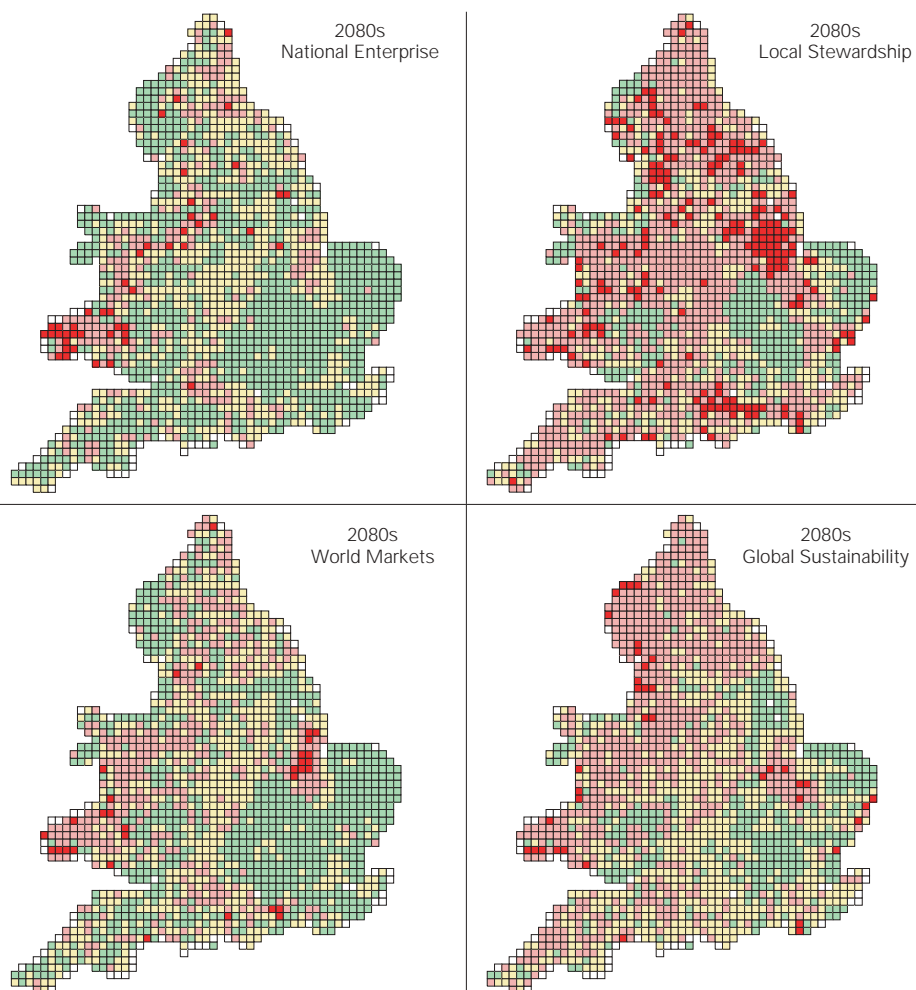 2080s
National Enterprise
2080s
Local Stewardship
2080s
World Markets
2080s
Global Sustainability